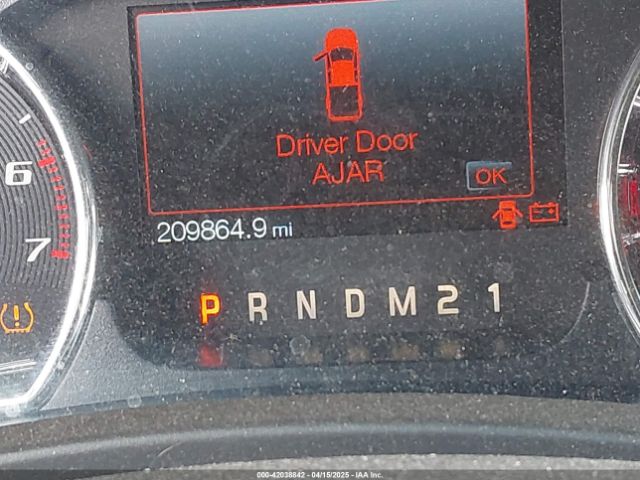 Driver Door
AJAR
OK
6
7
209864.9 mi
P R N D M 2 1
000-42038842 - 04/15/2025 - IAA Inc.